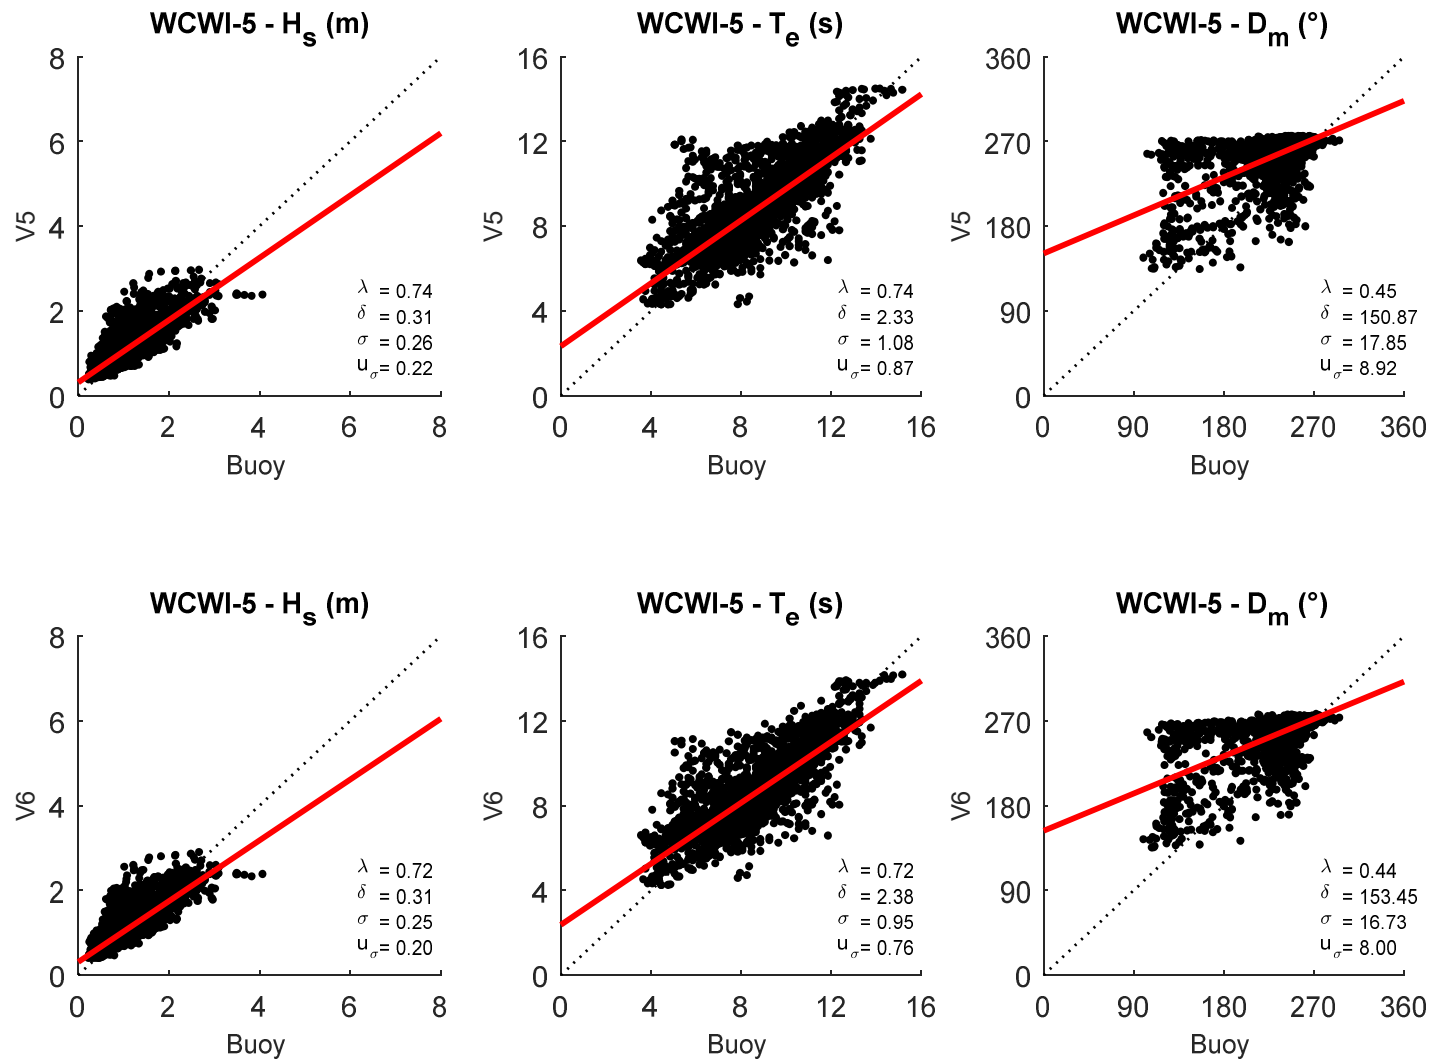 WCWI-5 - Hs (m)
8
6
4
2
0
V5
λ = 0.74
δ = 0.31
σ = 0.26
uσ = 0.22
0 2 4 6 8
Buoy
WCWI-5 - Te (s)
16
12
8
4
0
V5
λ = 0.74
δ = 2.33
σ = 1.08
uσ = 0.87
0 4 8 12 16
Buoy
WCWI-5 - Dm (°)
360
270
180
90
0
V5
λ = 0.45
δ = 150.87
σ = 17.85
uσ = 8.92
0 90 180 270 360
Buoy
WCWI-5 - Hs (m)
8
6
4
2
0
V6
λ = 0.72
δ = 0.31
σ = 0.25
uσ = 0.20
0 2 4 6 8
Buoy
WCWI-5 - Te (s)
16
12
8
4
0
V6
λ = 0.72
δ = 2.38
σ = 0.95
uσ = 0.76
0 4 8 12 16
Buoy
WCWI-5 - Dm (°)
360
270
180
90
0
V6
λ = 0.44
δ = 153.45
σ = 16.73
uσ = 8.00
0 90 180 270 360
Buoy